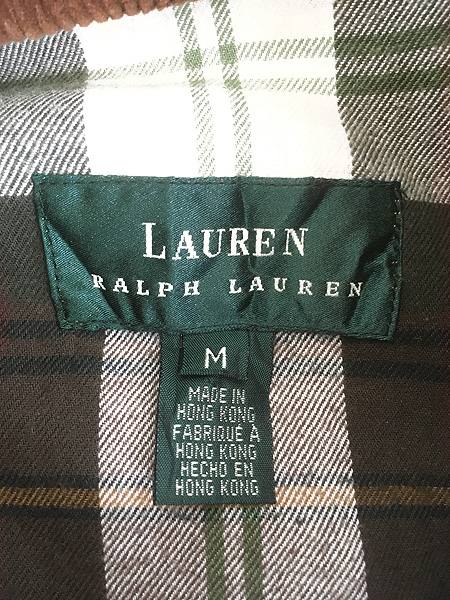 LAUREN
RALPH LAUREN
M
MADE IN
HONG KONG
FABRIQUÉ À
HONG KONG
HECHO EN
HONG KONG